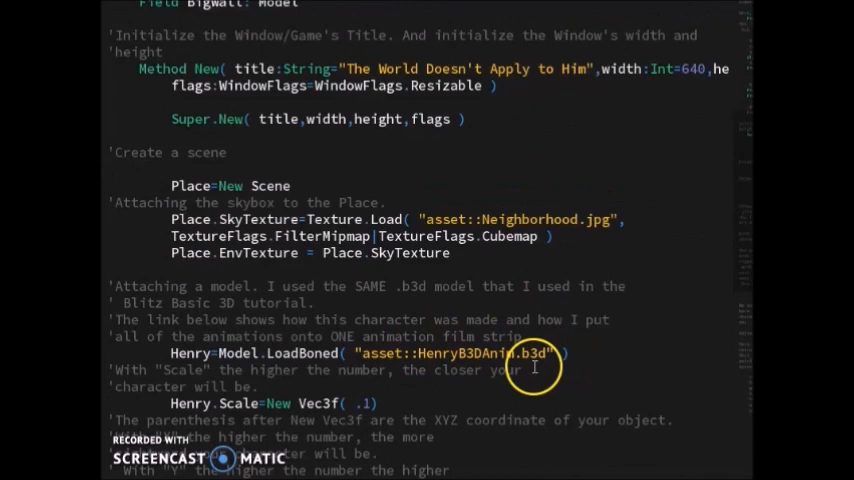 Field BigWall: Model
'Initialize the Window/Game's Title. And initialize the Window's width and
'height
Method New( title:String="The World Doesn't Apply to Him",width:Int=640,he
flags:WindowFlags=WindowFlags.Resizable )
Super.New( title,width,height,flags )
'Create a scene
Place=New Scene
'Attaching the skybox to the Place.
Place.SkyTexture=Texture.Load( "asset::Neighborhood.jpg",
TextureFlags.FilterMipmap|TextureFlags.Cubemap )
Place.EnvTexture = Place.SkyTexture
'Attaching a model. I used the SAME .b3d model that I used in the
' Blitz Basic 3D tutorial.
'The link below shows how this character was made and how I put
'all of the animations onto ONE animation film strip
Henry=Model.LoadBoned( "asset::HenryB3DAnim.b3d" )
'With "Scale" the higher the number, the closer your
'character will be.
Henry.Scale=New Vec3f( .1)
'The parenthesis after New Vec3f are the XYZ coordinate of your object.
'With "X" the higher the number, the more
character will be.
' With "Y" the higher the number the higher
RECORDED WITH
SCREENCAST MATIC